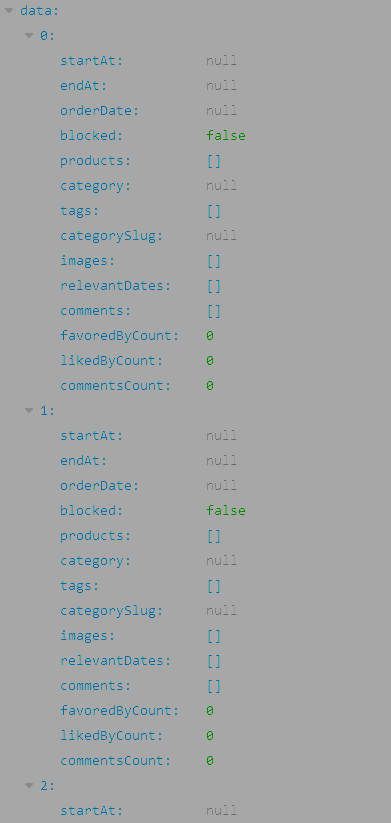 data:
0:
startAt: null
endAt: null
orderDate: null
blocked: false
products: []
category: null
tags: []
categorySlug: null
images: []
relevantDates: []
comments: []
favoredByCount: 0
likedByCount: 0
commentsCount: 0
1:
startAt: null
endAt: null
orderDate: null
blocked: false
products: []
category: null
tags: []
categorySlug: null
images: []
relevantDates: []
comments: []
favoredByCount: 0
likedByCount: 0
commentsCount: 0
2:
startAt: null